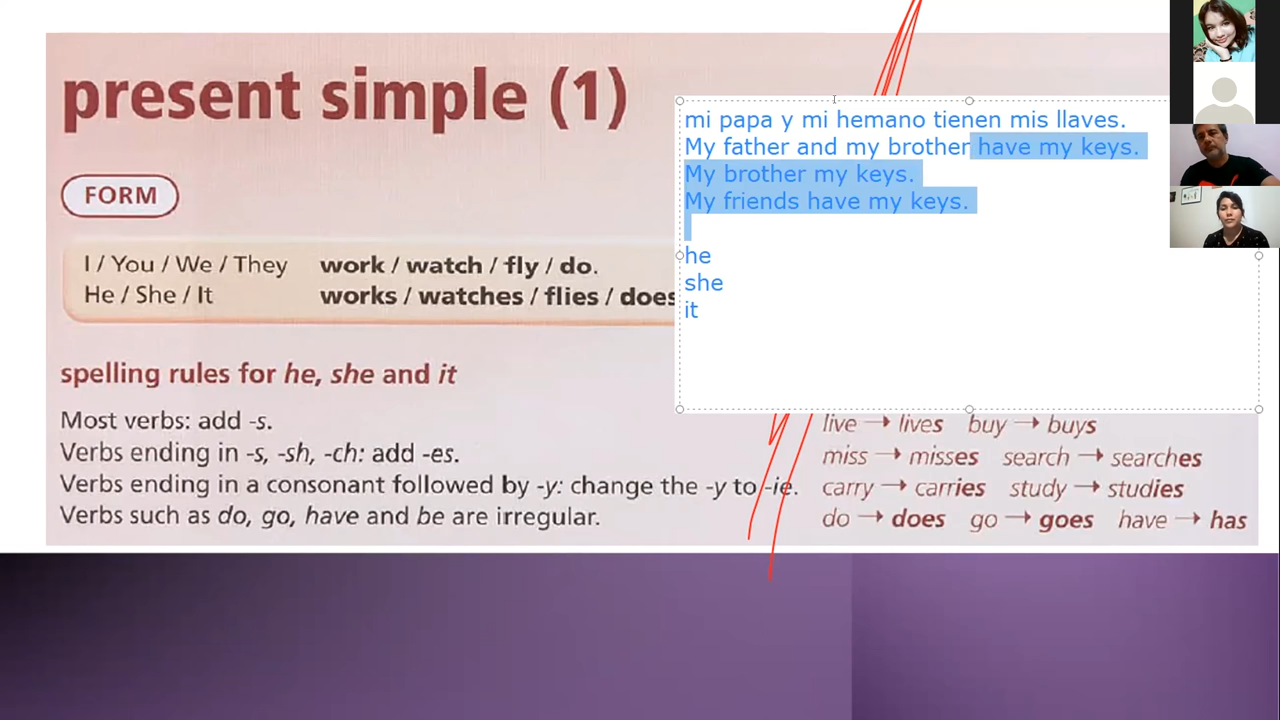 present simple (1)
FORM
I / You / We / They work / watch / fly / do.
He / She / It works / watches / flies / does
spelling rules for he, she and it
Most verbs: add -s.
Verbs ending in -s, -sh, -ch: add -es.
Verbs ending in a consonant followed by -y: change the -y to -ie.
Verbs such as do, go, have and be are irregular.
live → lives buy → buys
miss → misses search → searches
carry → carries study → studies
do → does go → goes have → has
mi papa y mi hemano tienen mis llaves.
My father and my brother have my keys.
My brother my keys.
My friends have my keys.
he
she
it